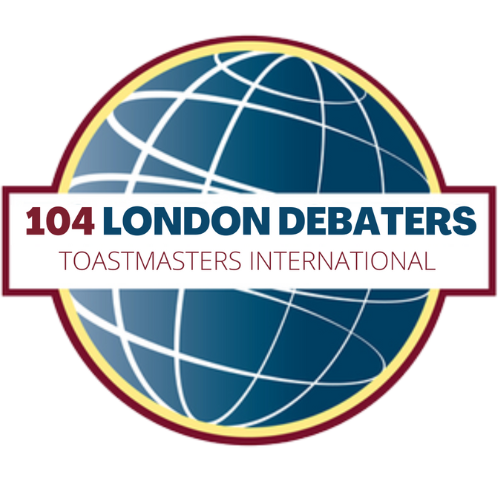 104 LONDON DEBATERS
TOASTMASTERS INTERNATIONAL